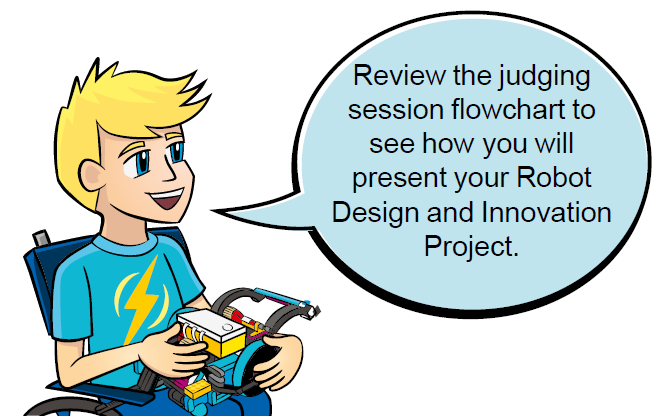 Review the judging
session flowchart to
see how you will
present your Robot
Design and Innovation
Project.